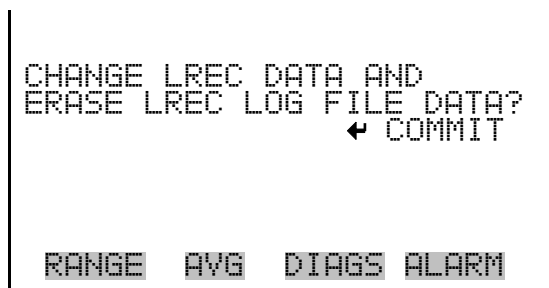 CHANGE LREC DATA AND
ERASE LREC LOG FILE DATA?
↵ COMMIT
RANGE AVG DIAGS ALARM